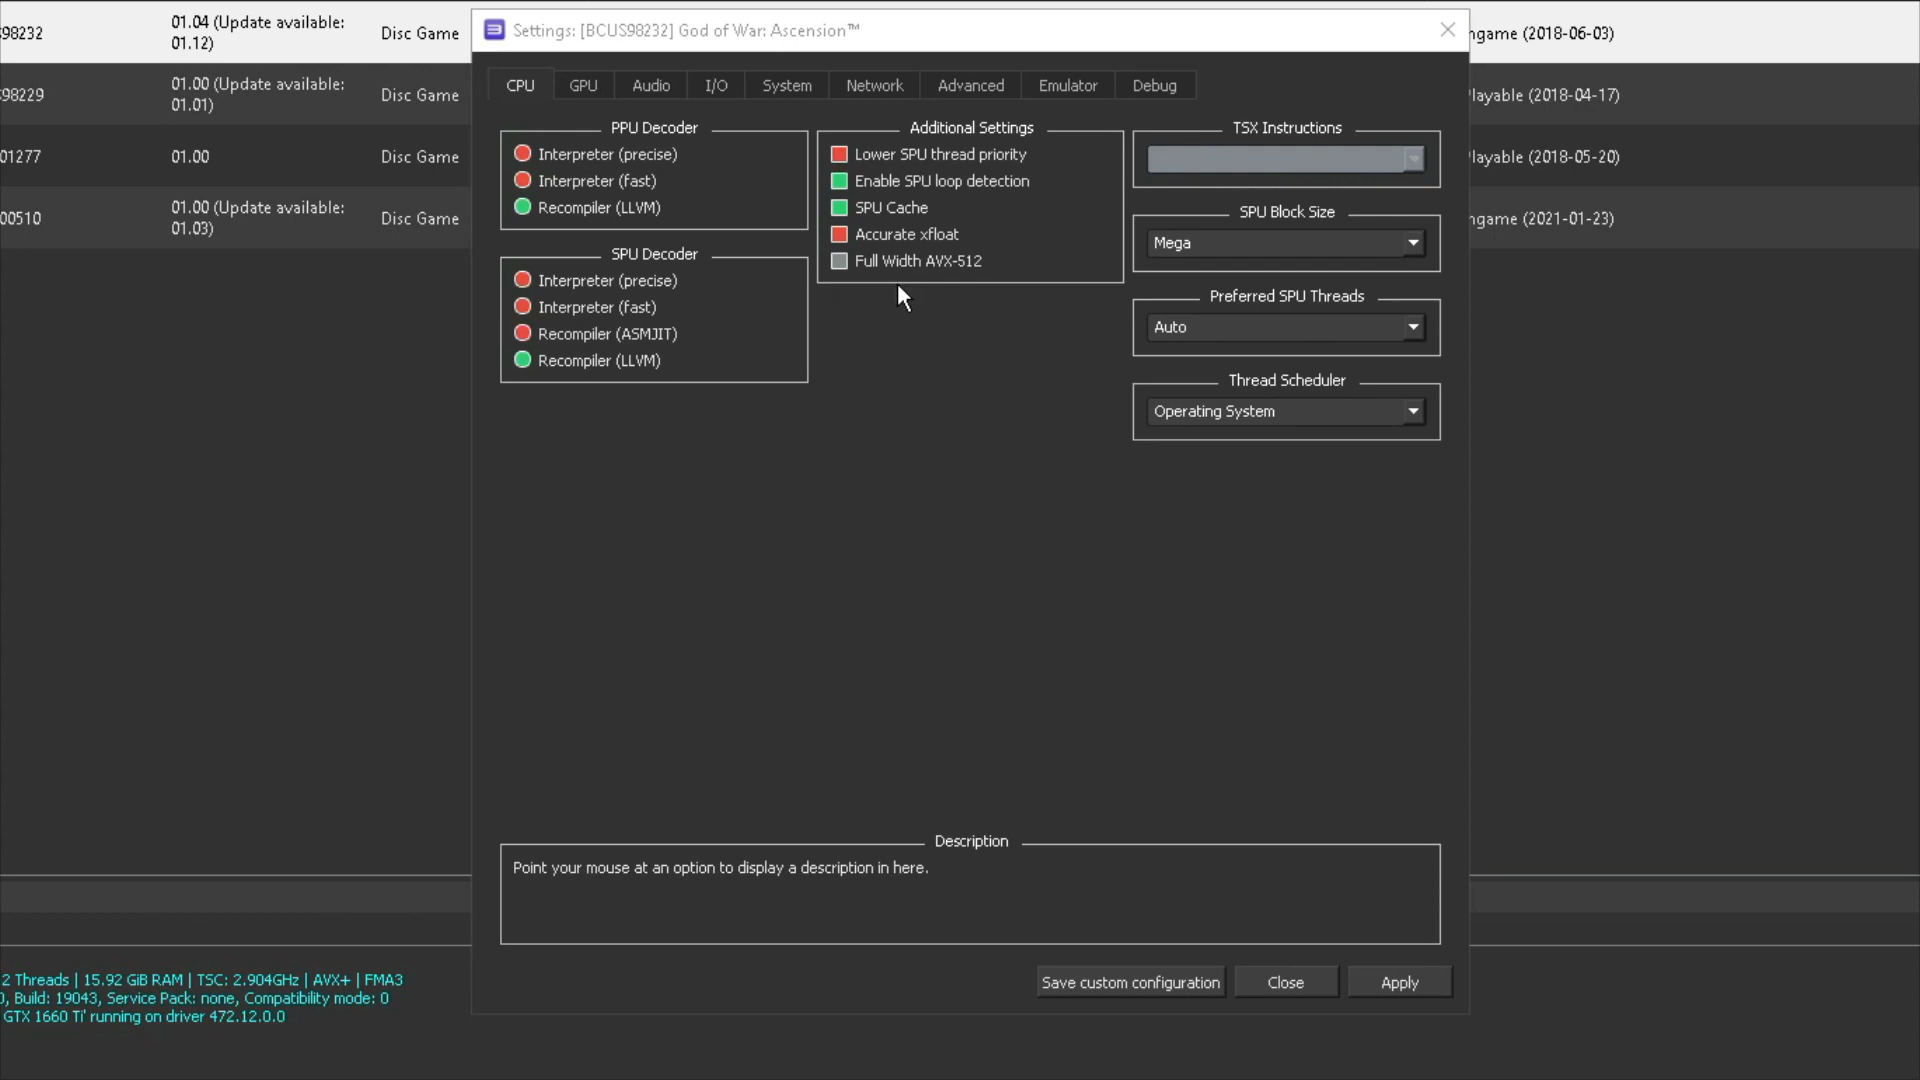 98232
01.04 (Update available:
01.12)
Disc Game
98229
01.00 (Update available:
01.01)
Disc Game
01277
01.00
Disc Game
00510
01.00 (Update available:
01.03)
Disc Game
Settings: [BCUS98232] God of War: Ascension™
CPU GPU Audio I/O System Network Advanced Emulator Debug
PPU Decoder
Interpreter (precise)
Interpreter (fast)
Recompiler (LLVM)
SPU Decoder
Interpreter (precise)
Interpreter (fast)
Recompiler (ASMJIT)
Recompiler (LLVM)
Additional Settings
Lower SPU thread priority
Enable SPU loop detection
SPU Cache
Accurate xfloat
Full Width AVX-512
TSX Instructions
SPU Block Size
Mega
Preferred SPU Threads
Auto
Thread Scheduler
Operating System
Description
Point your mouse at an option to display a description in here.
Save custom configuration
Close
Apply
ngame (2018-06-03)
layable (2018-04-17)
layable (2018-05-20)
ngame (2021-01-23)
2 Threads | 15.92 GiB RAM | TSC: 2.904GHz | AVX+ | FMA3
0, Build: 19043, Service Pack: none, Compatibility mode: 0
GTX 1660 Ti' running on driver 472.12.0.0